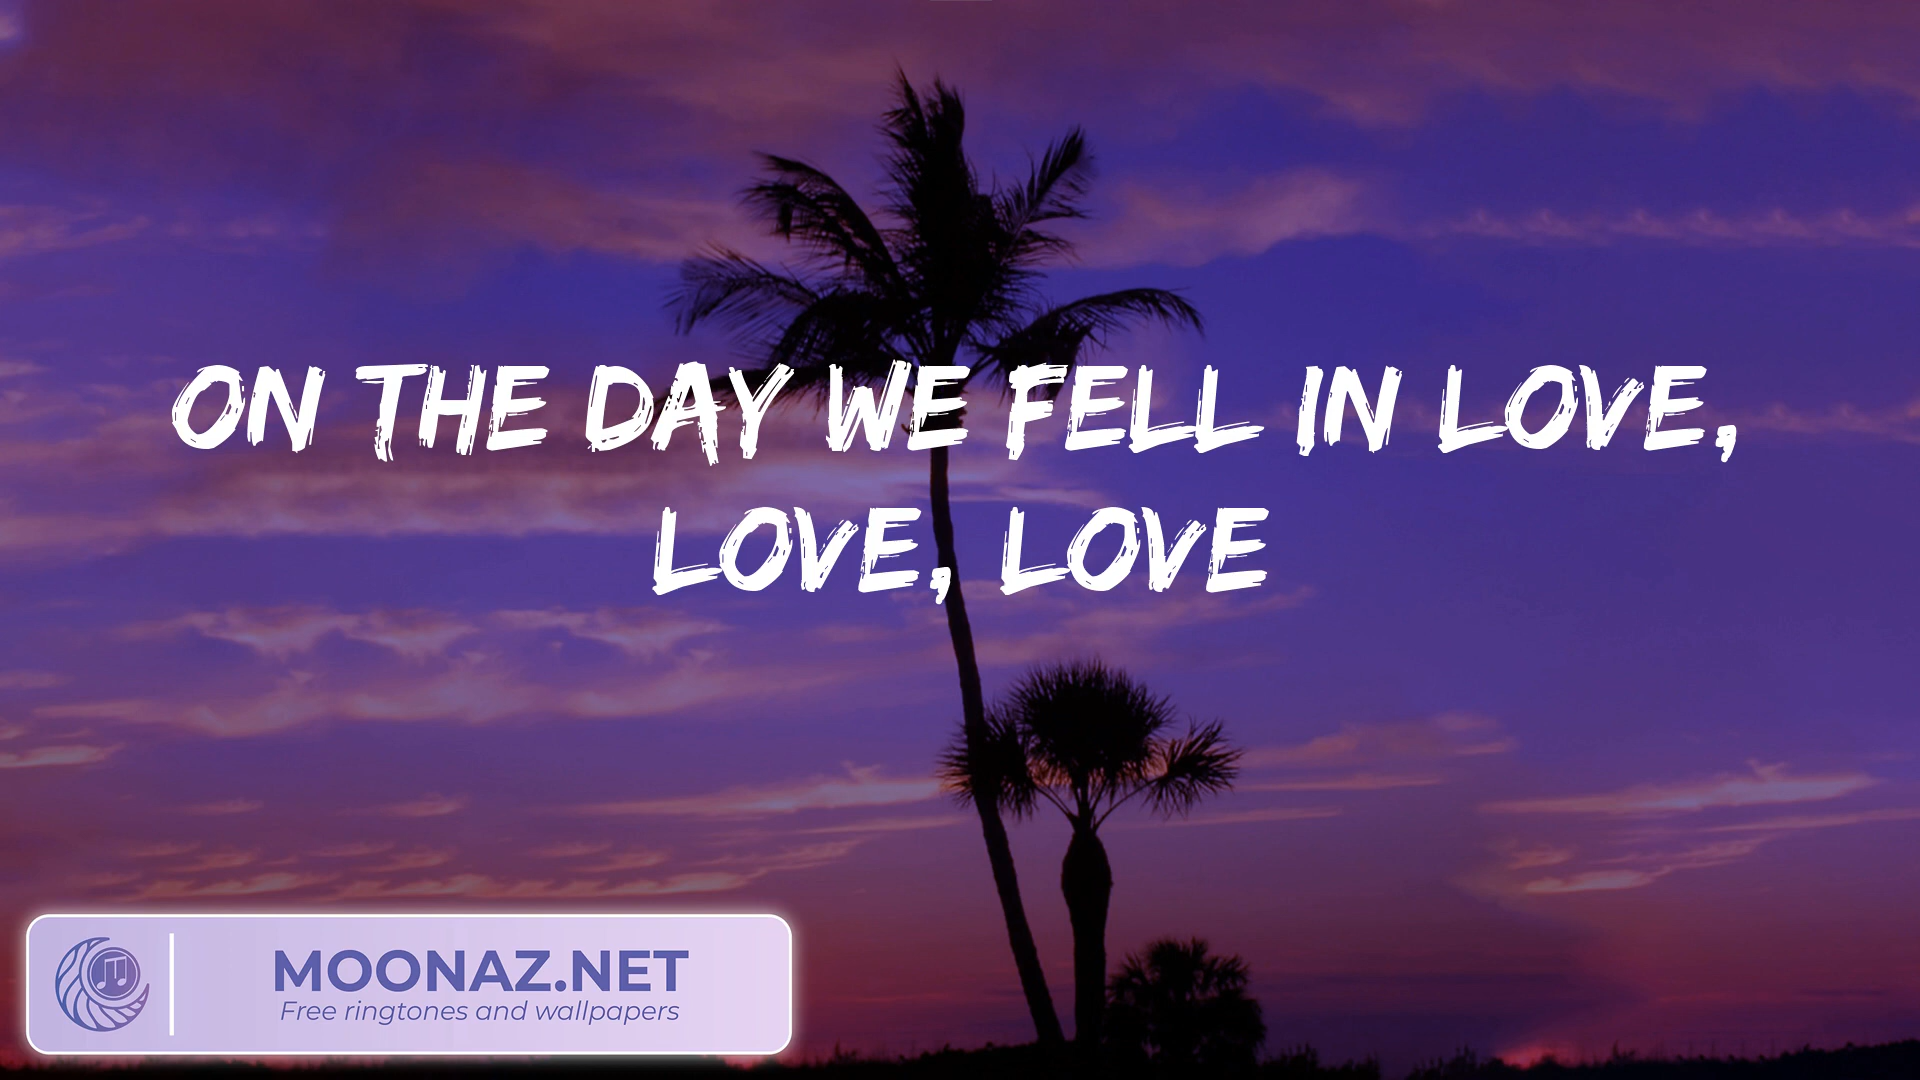 ON THE DAY WE FELL IN LOVE,
LOVE, LOVE
MOONAZ.NET
Free ringtones and wallpapers